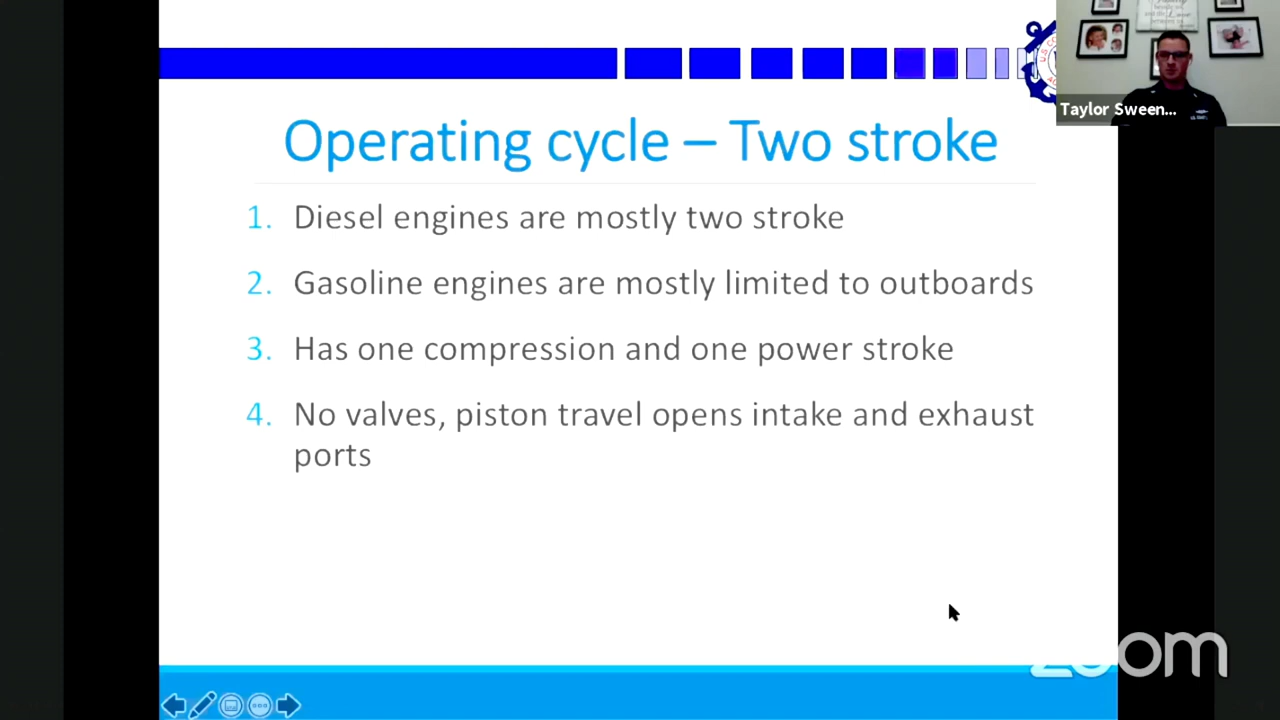 Operating cycle – Two stroke
1. Diesel engines are mostly two stroke
2. Gasoline engines are mostly limited to outboards
3. Has one compression and one power stroke
4. No valves, piston travel opens intake and exhaust
ports
Taylor Sween...
zoom